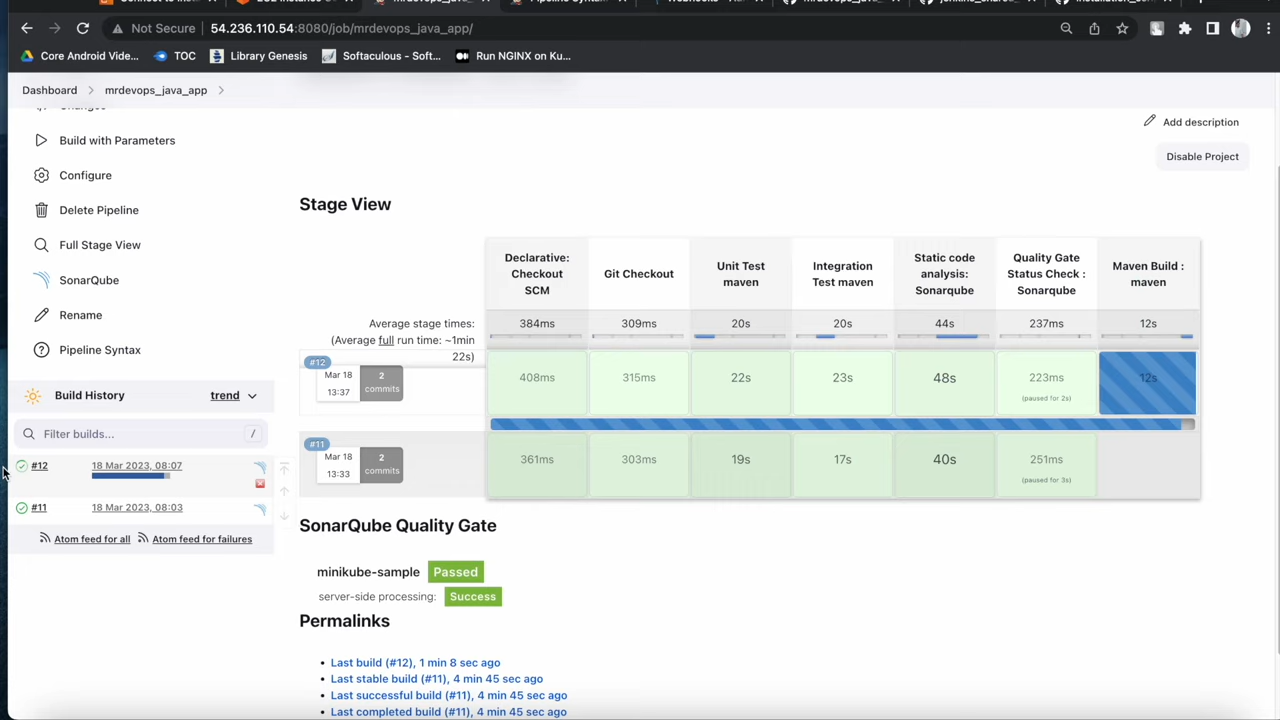 Not Secure
54.236.110.54:8080/job/mrdevops_java_app/
Core Android Vide...
TOC
Library Genesis
Softaculous - Soft...
Run NGINX on Ku...
Dashboard
mrdevops_java_app
Changes
Build with Parameters
Configure
Delete Pipeline
Full Stage View
SonarQube
Rename
Pipeline Syntax
Build History
trend
Filter builds...
/
#12
18 Mar 2023, 08:07
#11
18 Mar 2023, 08:03
Atom feed for all
Atom feed for failures
Add description
Disable Project
Stage View
Declarative:
Checkout
SCM
Git Checkout
Unit Test
maven
Integration
Test maven
Static code
analysis:
Sonarqube
Quality Gate
Status Check :
Sonarqube
Maven Build :
maven
Average stage times:
(Average full run time: ~1min
22s)
384ms
309ms
20s
20s
44s
237ms
12s
#12
Mar 18
13:37
2
commits
408ms
315ms
22s
23s
48s
223ms
(paused for 2s)
12s
#11
Mar 18
13:33
2
commits
361ms
303ms
19s
17s
40s
251ms
(paused for 3s)
SonarQube Quality Gate
minikube-sample Passed
server-side processing: Success
Permalinks
Last build (#12), 1 min 8 sec ago
Last stable build (#11), 4 min 45 sec ago
Last successful build (#11), 4 min 45 sec ago
Last completed build (#11), 4 min 45 sec ago